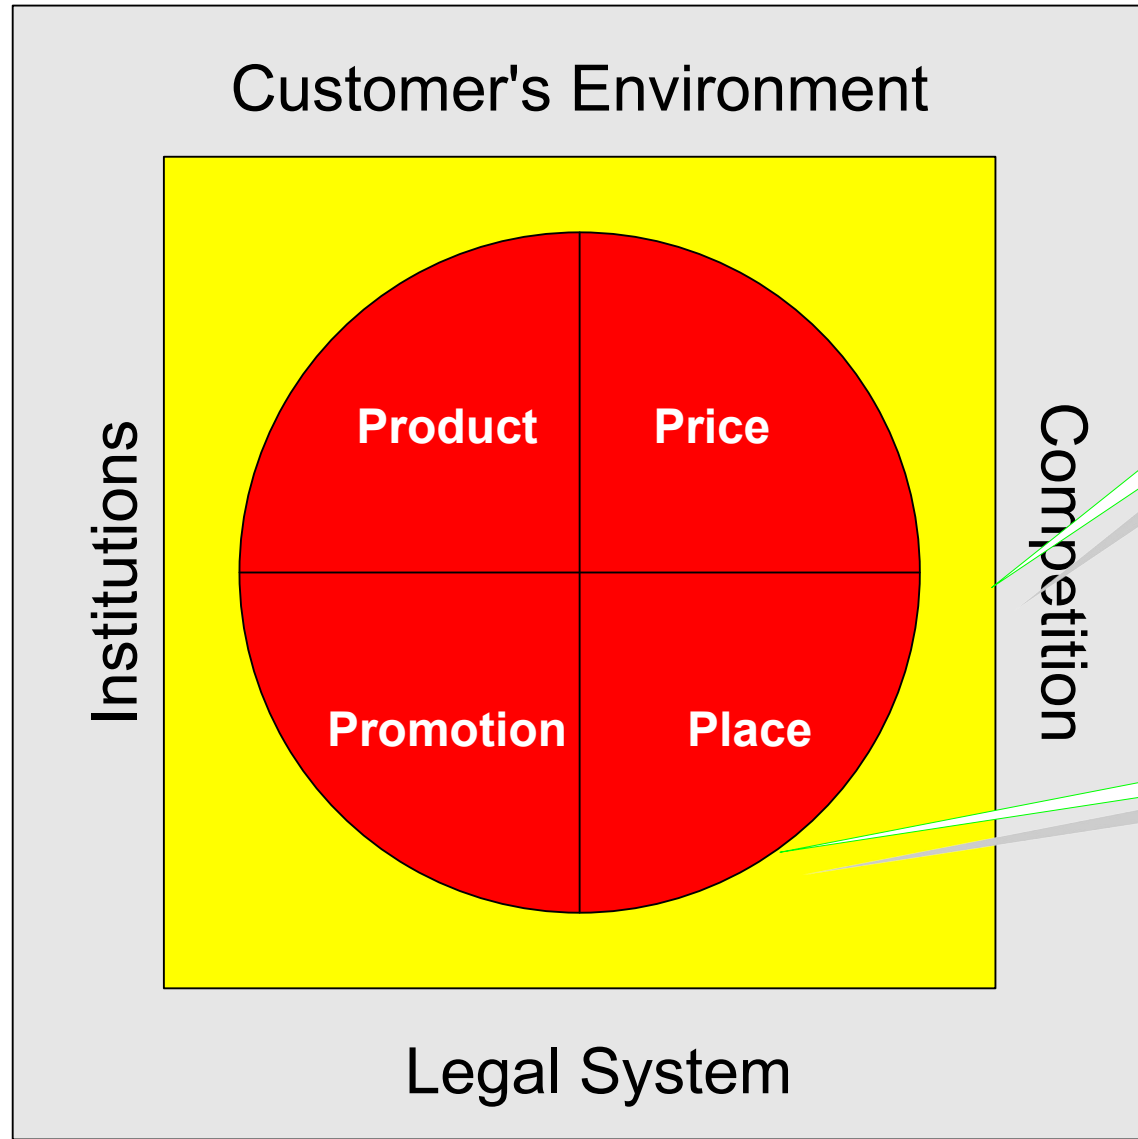 Customer's Environment
Institutions
Product
Price
Promotion
Place
Competition
Legal System